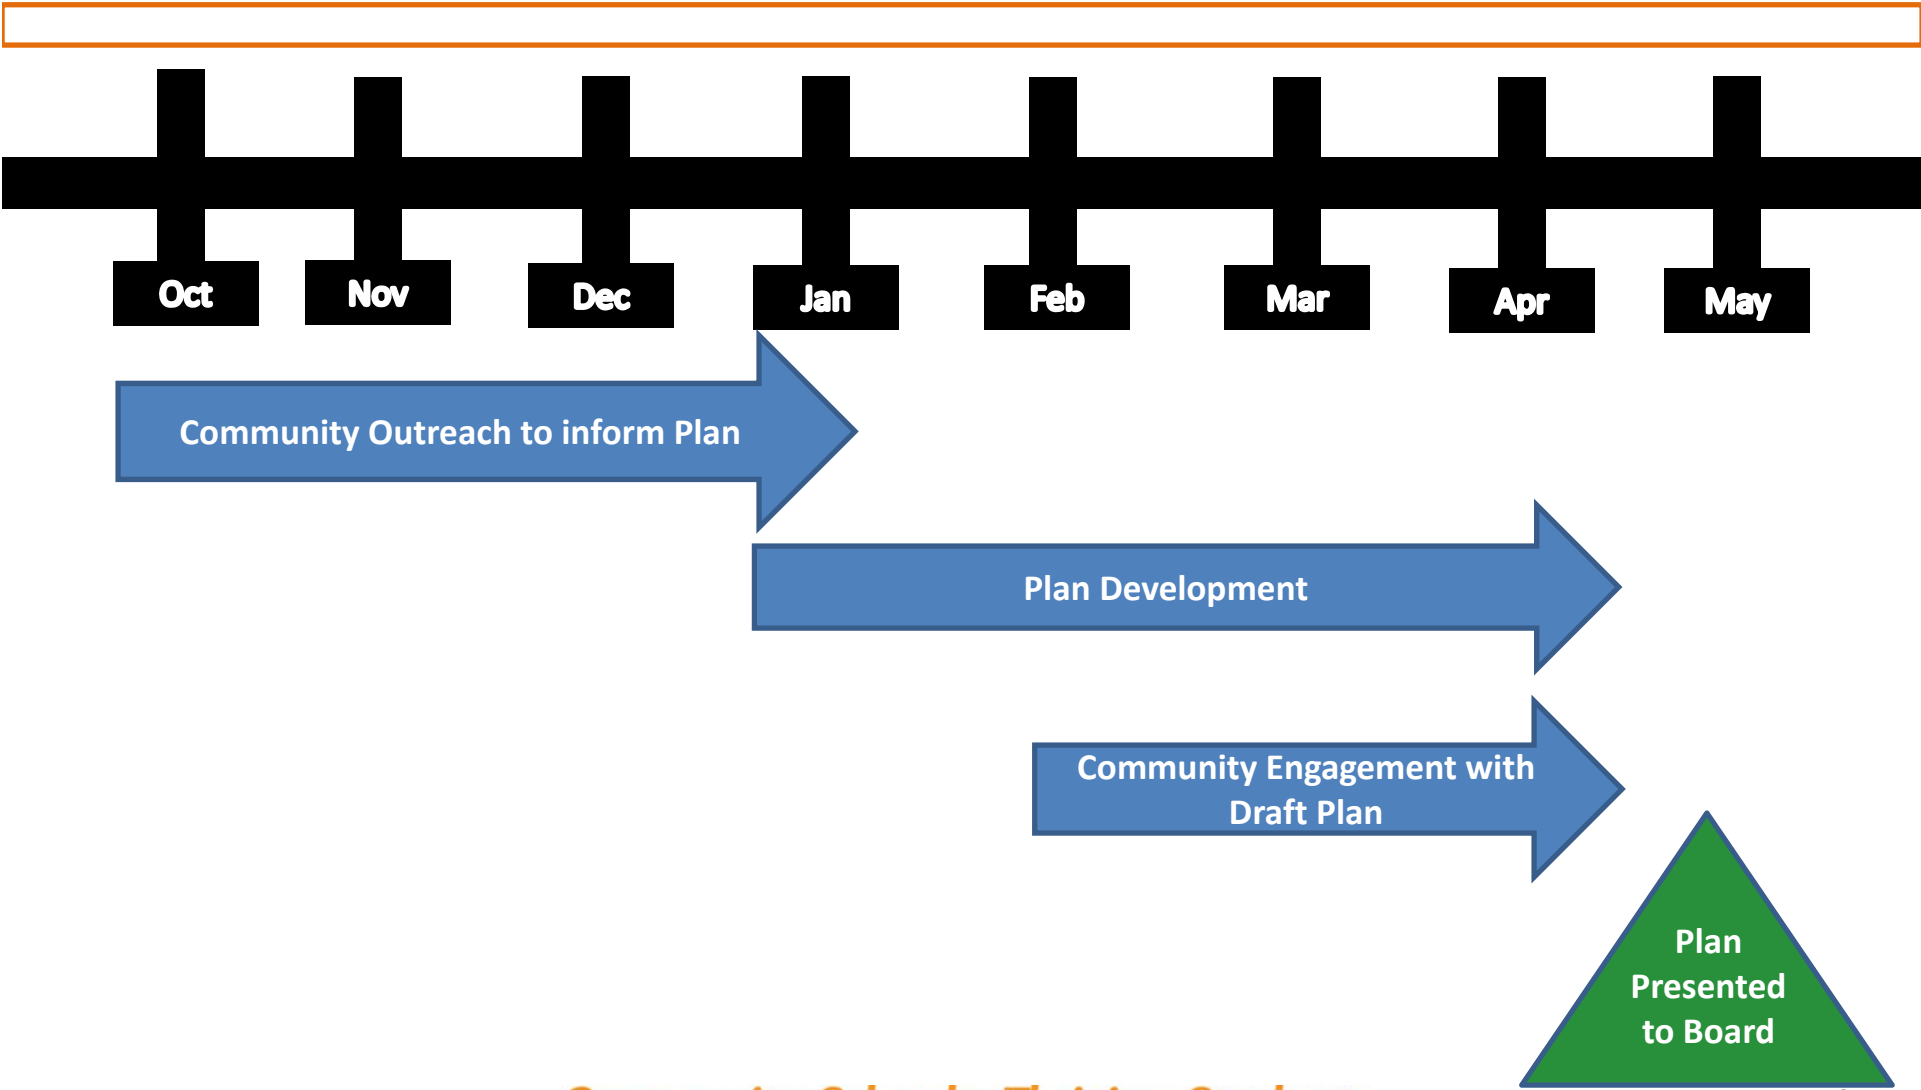 Oct
Nov
Dec
Jan
Feb
Mar
Apr
May
Community Outreach to inform Plan
Plan Development
Community Engagement with
Draft Plan
Plan
Presented
to Board